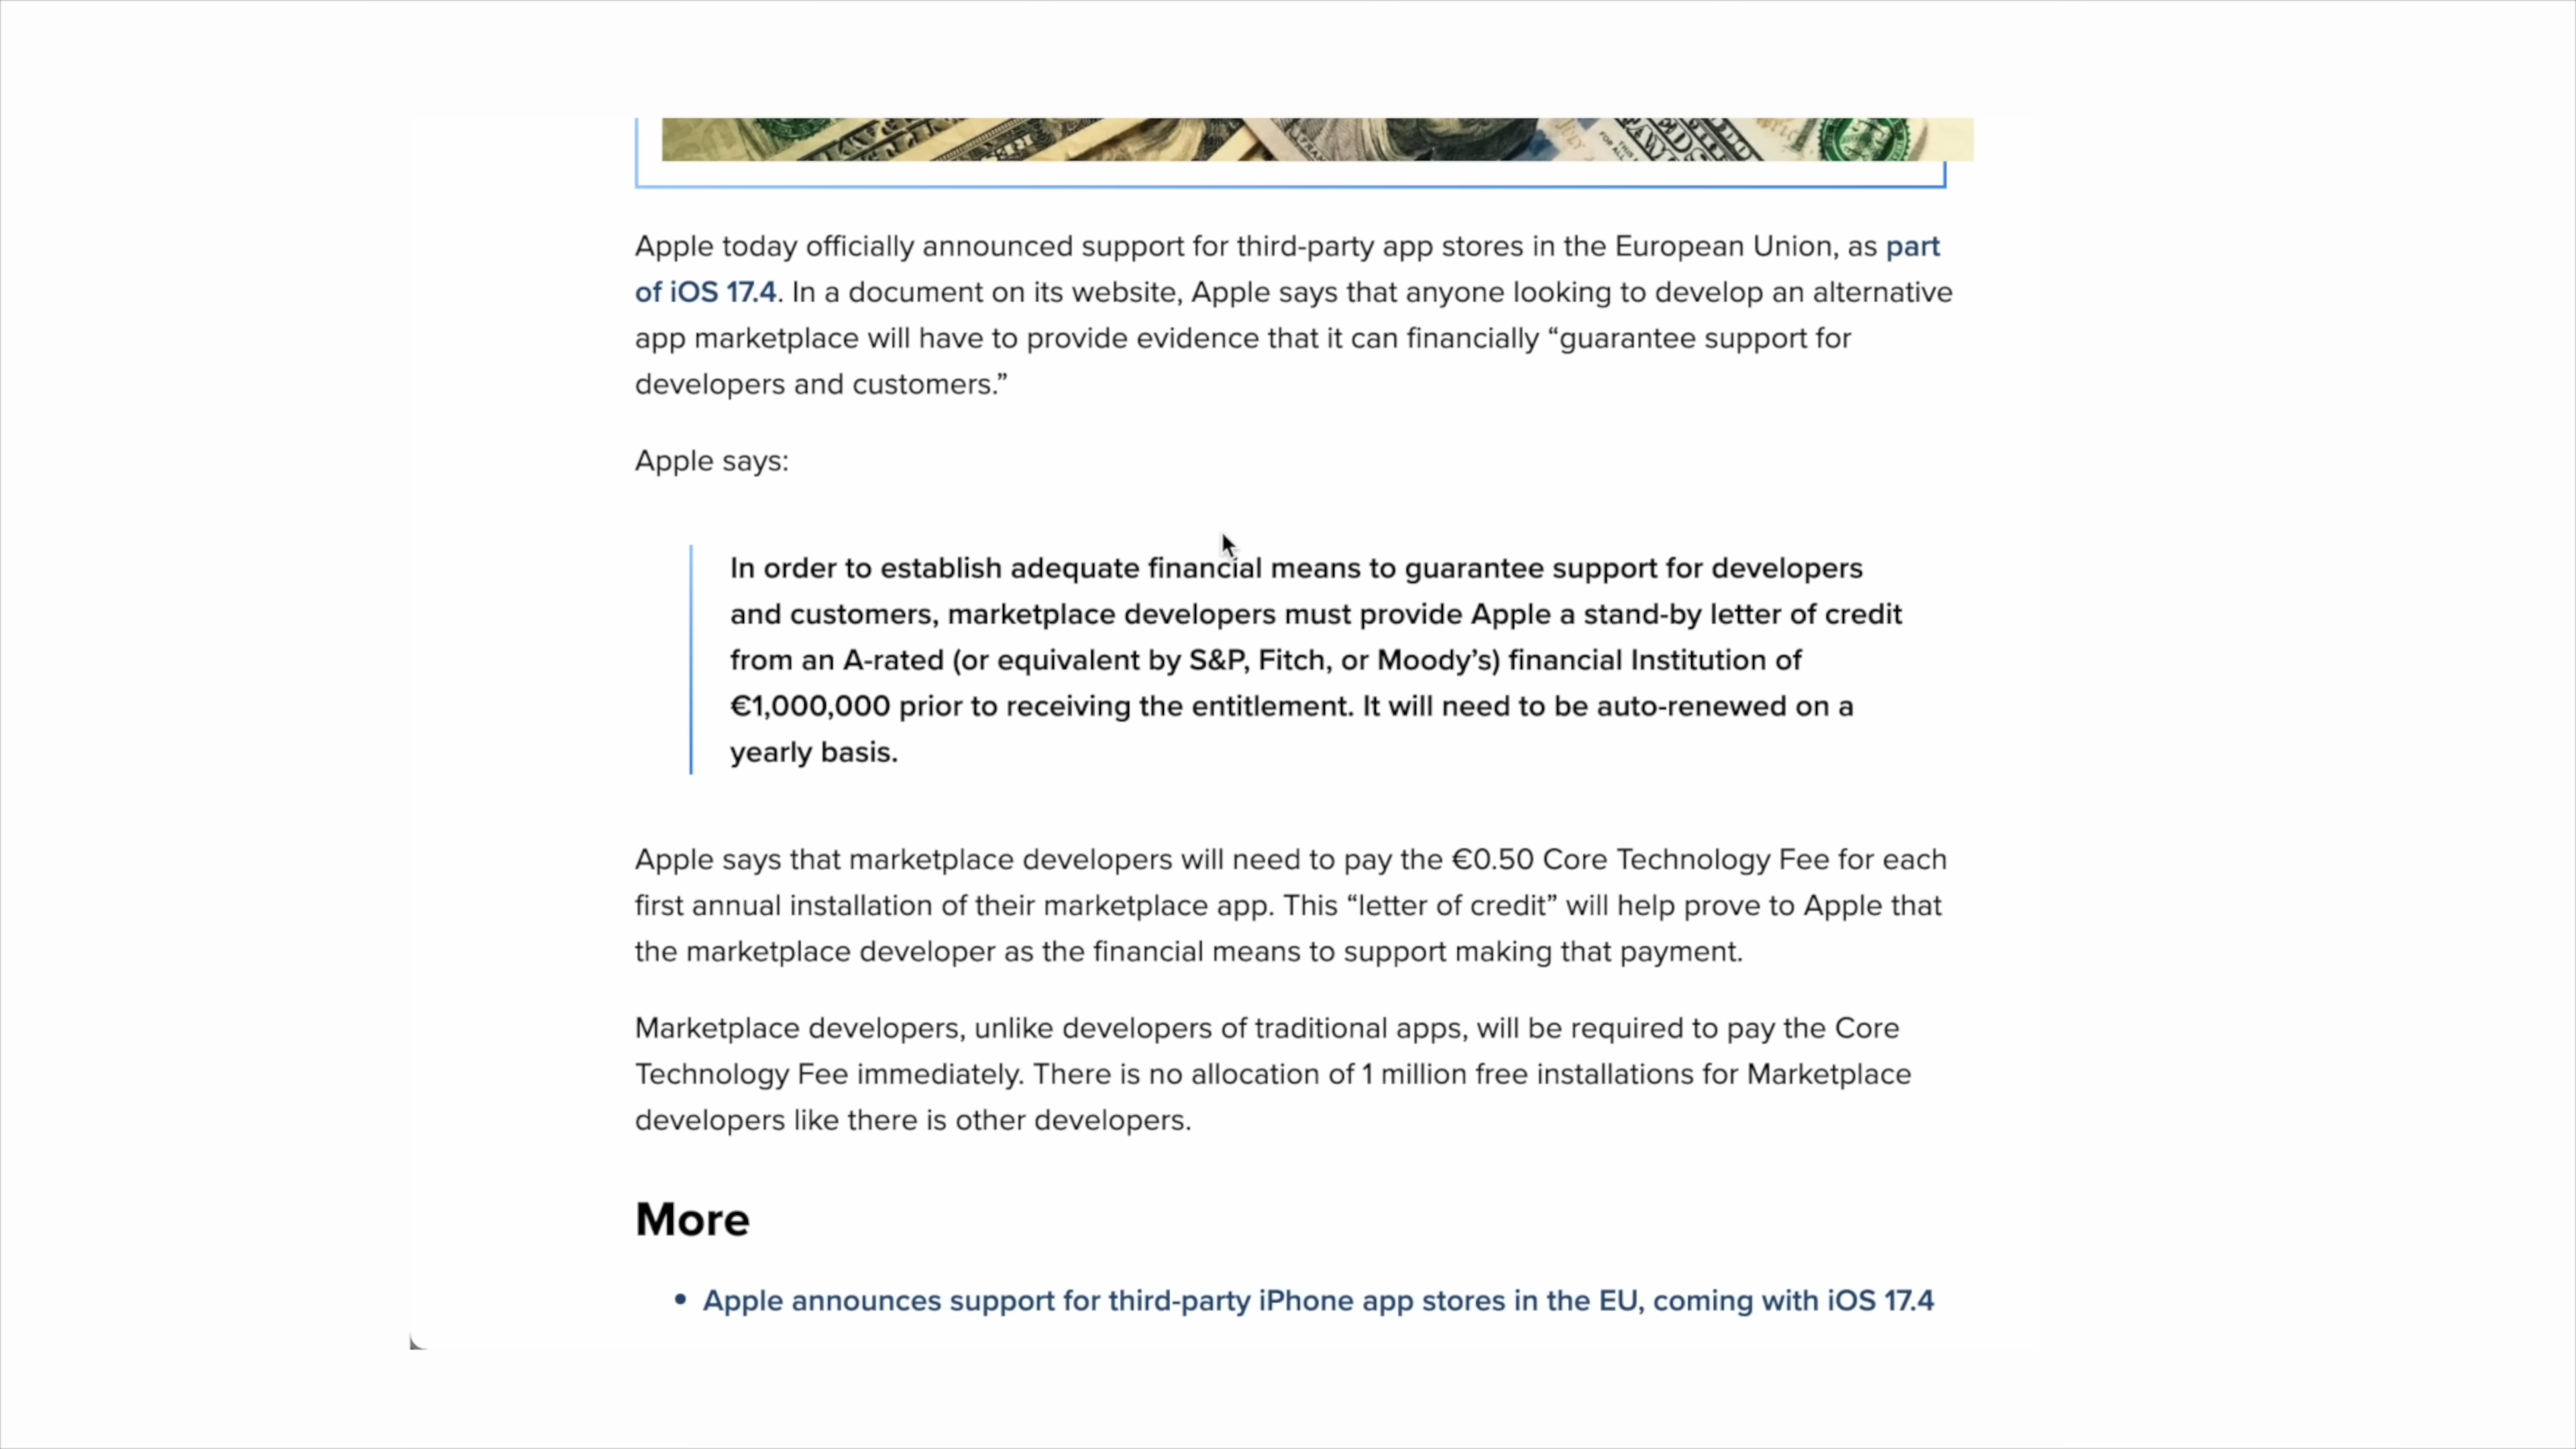 Apple today officially announced support for third-party app stores in the European Union, as part
of iOS 17.4. In a document on its website, Apple says that anyone looking to develop an alternative
app marketplace will have to provide evidence that it can financially “guarantee support for
developers and customers.”
Apple says:
In order to establish adequate financial means to guarantee support for developers
and customers, marketplace developers must provide Apple a stand-by letter of credit
from an A-rated (or equivalent by S&P, Fitch, or Moody’s) financial Institution of
€1,000,000 prior to receiving the entitlement. It will need to be auto-renewed on a
yearly basis.
Apple says that marketplace developers will need to pay the €0.50 Core Technology Fee for each
first annual installation of their marketplace app. This “letter of credit” will help prove to Apple that
the marketplace developer as the financial means to support making that payment.
Marketplace developers, unlike developers of traditional apps, will be required to pay the Core
Technology Fee immediately. There is no allocation of 1 million free installations for Marketplace
developers like there is other developers.
More
• Apple announces support for third-party iPhone app stores in the EU, coming with iOS 17.4